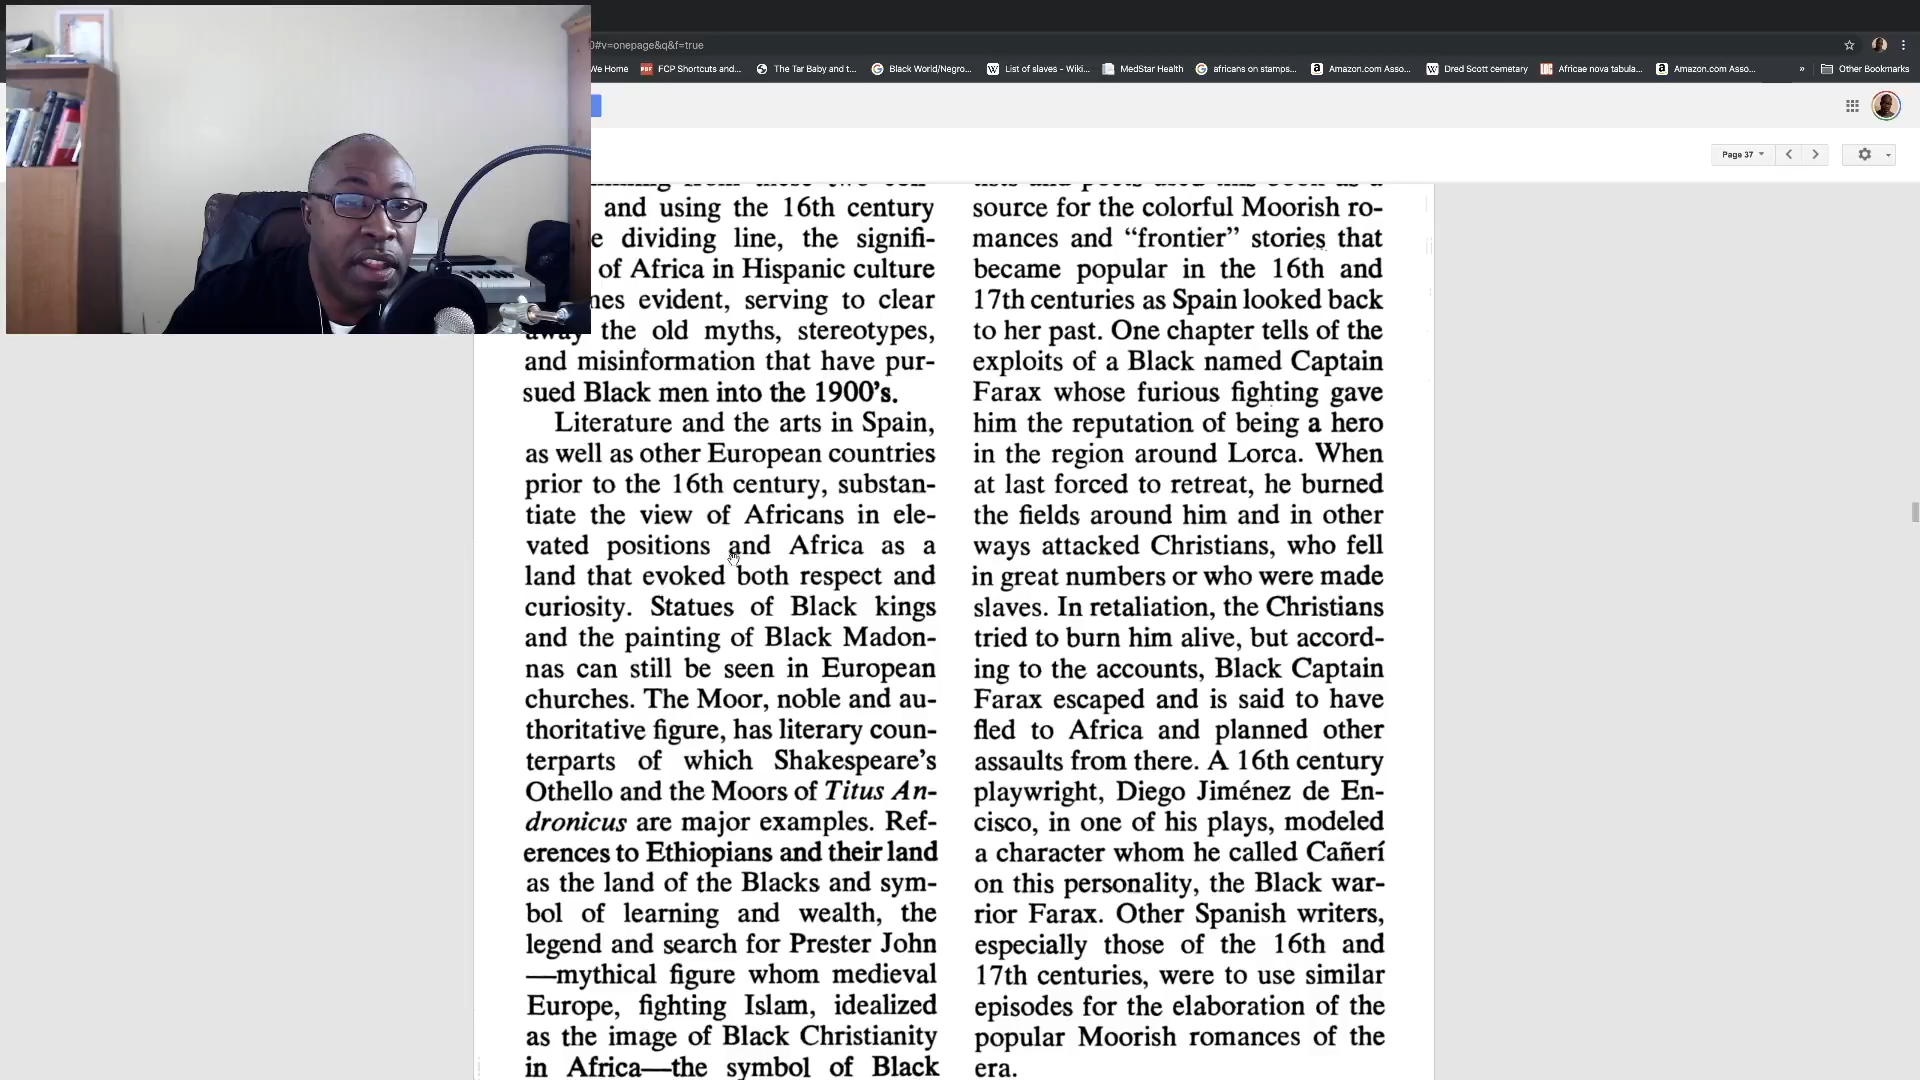 0#v=onepage&q&f=true
We Home
FCP Shortcuts and...
The Tar Baby and t...
Black World/Negro...
List of slaves – Wiki...
MedStar Health
africans on stamps...
Amazon.com Asso...
Dred Scott cemetary
Africae nova tabula...
Amazon.com Asso...
»
Other Bookmarks
Page 37
and using the 16th century
e dividing line, the signifi-
of Africa in Hispanic culture
nes evident, serving to clear
away the old myths, stereotypes,
and misinformation that have pur-
sued Black men into the 1900's.
Literature and the arts in Spain,
as well as other European countries
prior to the 16th century, substan-
tiate the view of Africans in ele-
vated positions and Africa as a
land that evoked both respect and
curiosity. Statues of Black kings
and the painting of Black Madon-
nas can still be seen in European
churches. The Moor, noble and au-
thoritative figure, has literary coun-
terparts of which Shakespeare's
Othello and the Moors of Titus An-
dronicus are major examples. Ref-
erences to Ethiopians and their land
as the land of the Blacks and sym-
bol of learning and wealth, the
legend and search for Prester John
—mythical figure whom medieval
Europe, fighting Islam, idealized
as the image of Black Christianity
in Africa—the symbol of Black
source for the colorful Moorish ro-
mances and “frontier” stories that
became popular in the 16th and
17th centuries as Spain looked back
to her past. One chapter tells of the
exploits of a Black named Captain
Farax whose furious fighting gave
him the reputation of being a hero
in the region around Lorca. When
at last forced to retreat, he burned
the fields around him and in other
ways attacked Christians, who fell
in great numbers or who were made
slaves. In retaliation, the Christians
tried to burn him alive, but accord-
ing to the accounts, Black Captain
Farax escaped and is said to have
fled to Africa and planned other
assaults from there. A 16th century
playwright, Diego Jiménez de En-
cisco, in one of his plays, modeled
a character whom he called Cañerí
on this personality, the Black war-
rior Farax. Other Spanish writers,
especially those of the 16th and
17th centuries, were to use similar
episodes for the elaboration of the
popular Moorish romances of the
era.